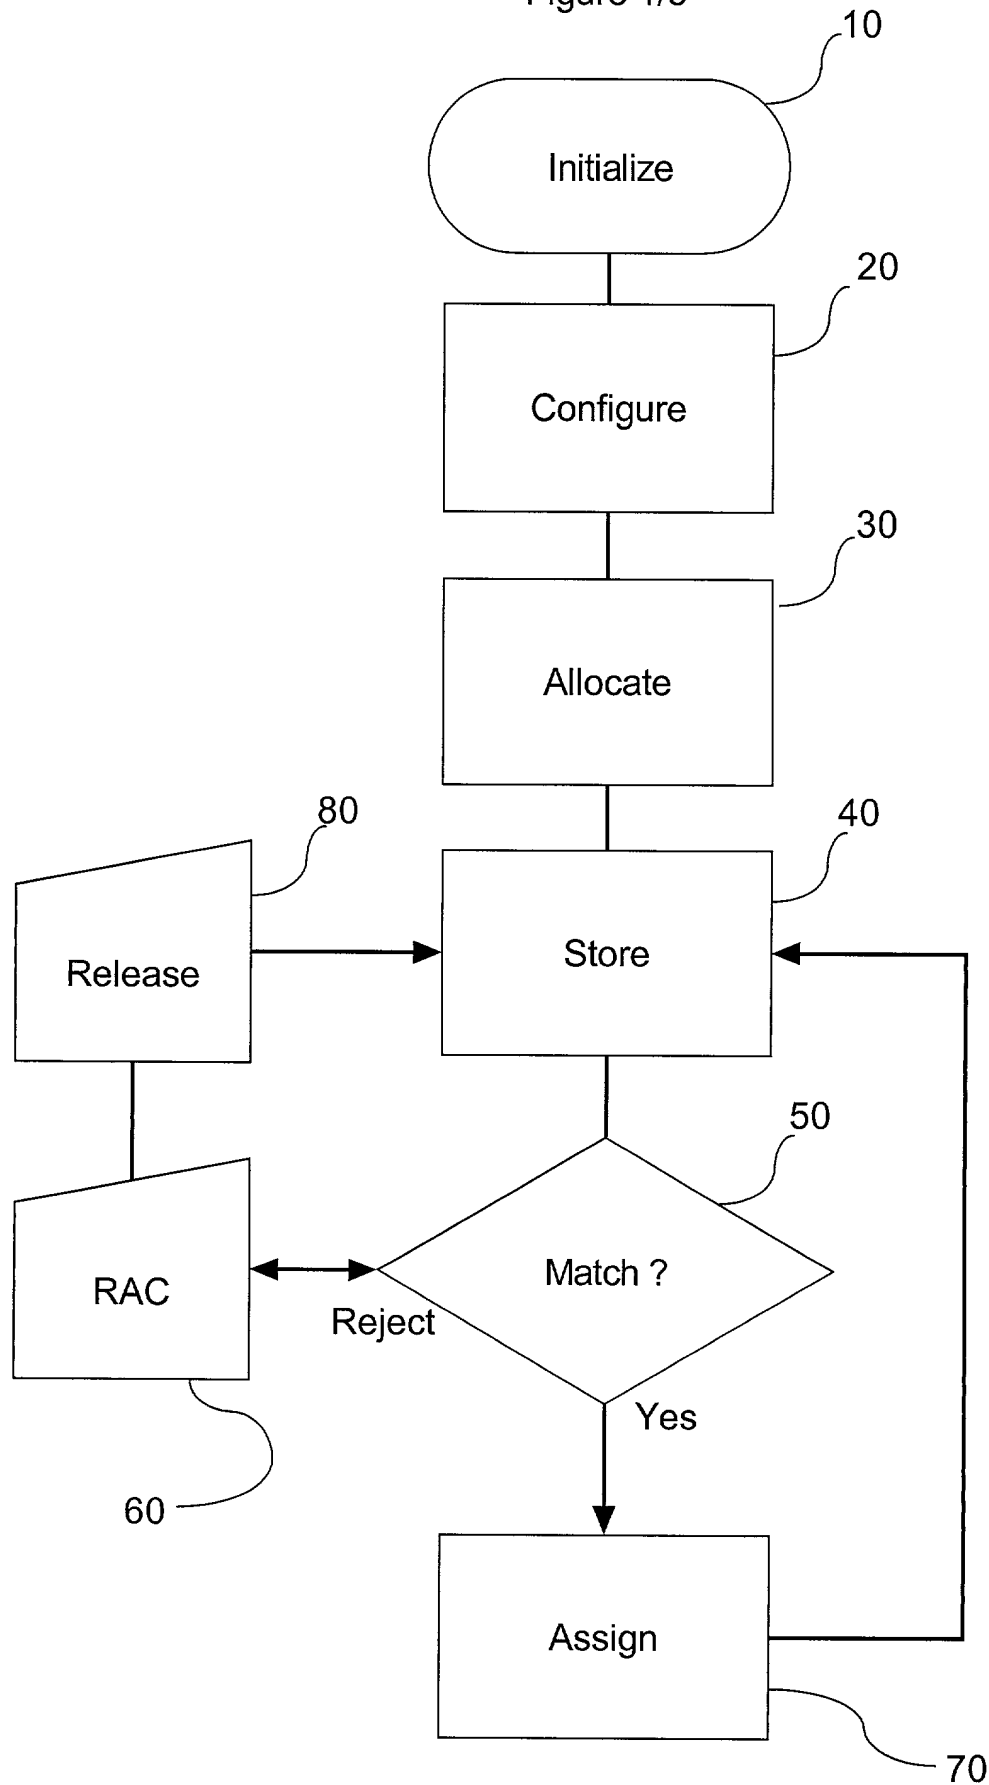 10
Initialize
20
Configure
30
Allocate
80
40
Release
Store
50
RAC
Match ?
Reject
Yes
60
Assign
70